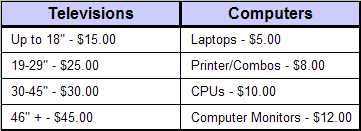 Televisions Computers
Up to 18" - $15.00 Laptops - $5.00
19-29" - $25.00 Printer/Combos - $8.00
30-45" - $30.00 CPUs - $10.00
46" + - $45.00 Computer Monitors - $12.00